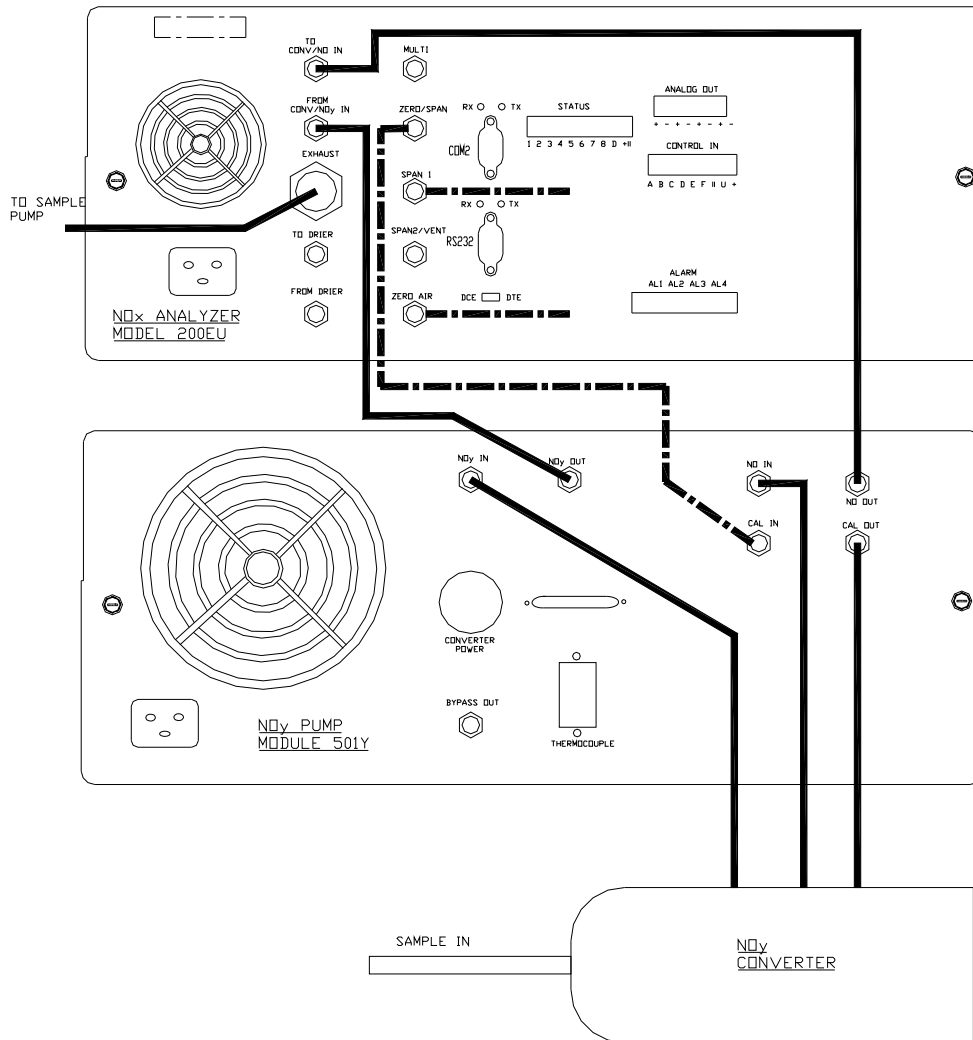 TO
CONV/NO IN
MULTI
FROM
CONV/NOy IN
ZERO/SPAN
RX TX
STATUS
ANALOG OUT
+ - + - + - + -
1 2 3 4 5 6 7 8 D +
COM2
CONTROL IN
A B C D E F U +
EXHAUST
SPAN 1
TO SAMPLE
PUMP
RX TX
TO DRIER
SPAN2/VENT
RS232
ALARM
AL1 AL2 AL3 AL4
FROM DRIER
ZERO AIR
DCE DTE
NOx ANALYZER
MODEL 200EU
NOy IN
NOy OUT
NO IN
NO OUT
CAL IN
CAL OUT
CONVERTER
POWER
BYPASS OUT
THERMOCOUPLE
NOy PUMP
MODULE 501Y
SAMPLE IN
NOy
CONVERTER